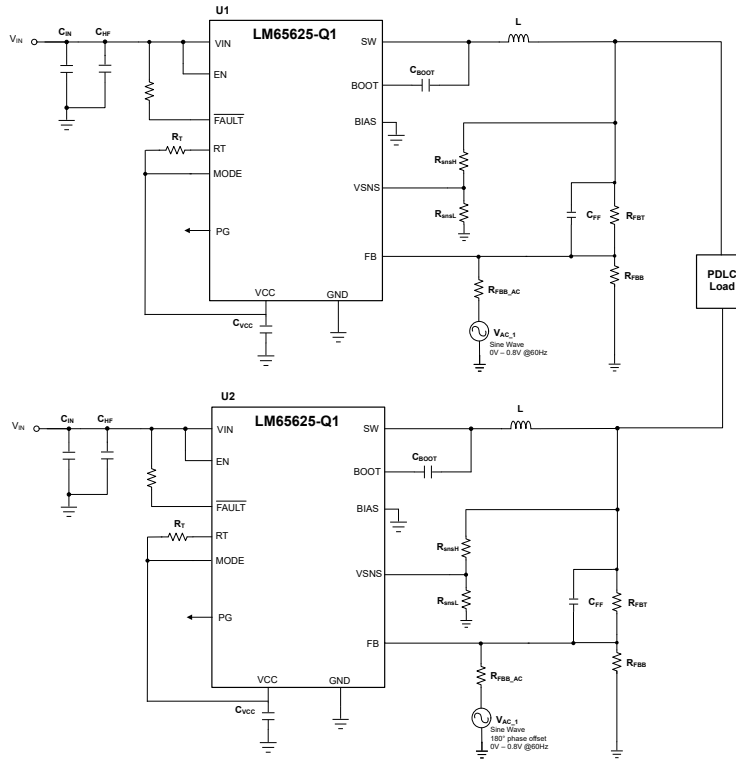 U1
LM65625-Q1
VIN
CIN
CHF
VIN
EN
FAULT
RT
RT
MODE
PG
VCC
GND
CVCC
SW
L
BOOT
CBOOT
BIAS
RsnsH
VSNS
RsnsL
CFF
RFBT
FB
RFBB
RFBB_AC
VAC_1
Sine Wave
0V – 0.8V @60Hz
PDLC
Load
U2
LM65625-Q1
VIN
CIN
CHF
VIN
EN
FAULT
RT
RT
MODE
PG
VCC
GND
CVCC
SW
L
BOOT
CBOOT
BIAS
RsnsH
VSNS
RsnsL
CFF
RFBT
FB
RFBB
RFBB_AC
VAC_1
Sine Wave
180° phase offset
0V – 0.8V @60Hz